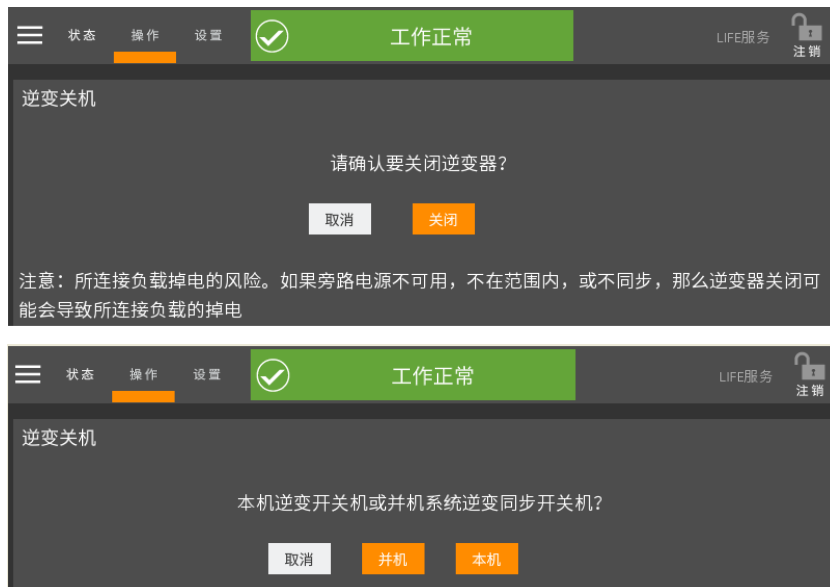 状态 操作 设置 工作正常 LIFE服务 注销
逆变关机
请确认要关闭逆变器?
取消 关闭
注意：所连接负载掉电的风险。如果旁路电源不可用，不在范围内，或不同步，那么逆变器关闭可
能会导致所连接负载的掉电
状态 操作 设置 工作正常 LIFE服务 注销
逆变关机
本机逆变开关机或并机系统逆变同步开关机?
取消 并机 本机